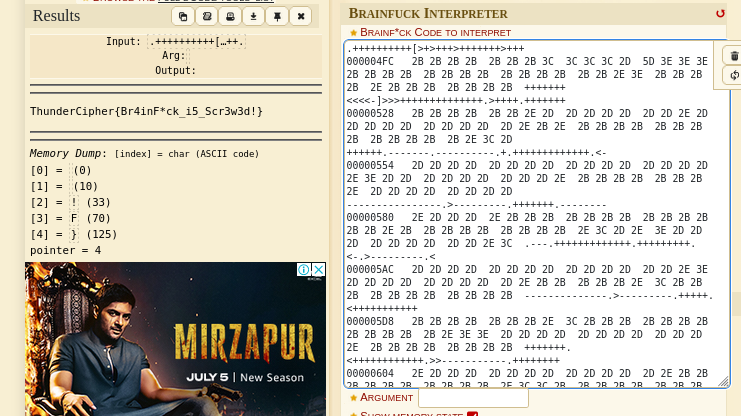 Results
Input: .++++++++++[…++.
Arg:
Output:
ThunderCipher{Br4inF*ck_i5_Scr3w3d!}
Memory Dump: [index] = char (ASCII code)
[0] = (0)
[1] = (10)
[2] = ! (33)
[3] = F (70)
[4] = } (125)
pointer = 4
MIRZAPUR
JULY 5 | New Season
Brainfuck Interpreter
Brainf*ck Code to interpret
.++++++++++[>+>+++>+++++++>+++
000004FC   2B 2B 2B 2B  2B 2B 2B 3C  3C 3C 3C 2D  5D 3E 3E 3E
2B 2B 2B 2B  2B 2B 2B 2B  2B 2B 2B 2B  2B 2B 2E 3E  2B 2B 2B
2B  2E 2B 2B 2B  2B 2B 2B 2B  +++++++
<<<<-]>>>++++++++++++++.>++++.+++++++
00000528   2B 2B 2B 2B  2B 2B 2E 2D  2D 2D 2D 2D  2D 2D 2E 2D
2D 2D 2D 2D  2D 2D 2D 2D  2D 2E 2B 2E  2B 2B 2B 2B  2B 2B 2B
2B  2B 2B 2B 2B  2B 2E 3C 2D
++++++.-------.----------.+.+++++++++++++.<-
00000554   2D 2D 2D 2D  2D 2D 2D 2D  2D 2D 2D 2D  2D 2D 2D 2D
2E 3E 2D 2D  2D 2D 2D 2D  2D 2D 2D 2E  2B 2B 2B 2B  2B 2B 2B
2E  2D 2D 2D 2D  2D 2D 2D 2D
----------------.>---------.+++++++.--------
00000580   2E 2D 2D 2D  2E 2B 2B 2B  2B 2B 2B 2B  2B 2B 2B 2B
2B 2B 2E 2B  2B 2B 2B 2B  2B 2B 2B 2B  2E 3C 2D 2E  3E 2D 2D
2D  2D 2D 2D 2D  2D 2D 2E 3C  .---.+++++++++++++.+++++++++.
<-.>---------.<
000005AC   2D 2D 2D 2D  2D 2D 2D 2D  2D 2D 2D 2D  2D 2D 2E 3E
2D 2D 2D 2D  2D 2D 2D 2D  2D 2E 2B 2B  2B 2B 2B 2E  3C 2B 2B
2B  2B 2B 2B 2B  2B 2B 2B 2B  --------------.>---------.+++++.
<+++++++++++
000005D8   2B 2B 2B 2B  2B 2B 2B 2E  3C 2B 2B 2B  2B 2B 2B 2B
2B 2B 2B 2B  2B 2E 3E 3E  2D 2D 2D 2D  2D 2D 2D 2D  2D 2D 2D
2E  2B 2B 2B 2B  2B 2B 2B 2B  +++++++.
<++++++++++++.>>-----------.++++++++
00000604   2E 2D 2D 2D  2D 2D 2D 2D  2D 2D 2D 2D  2D 2E 2B 2B
Argument